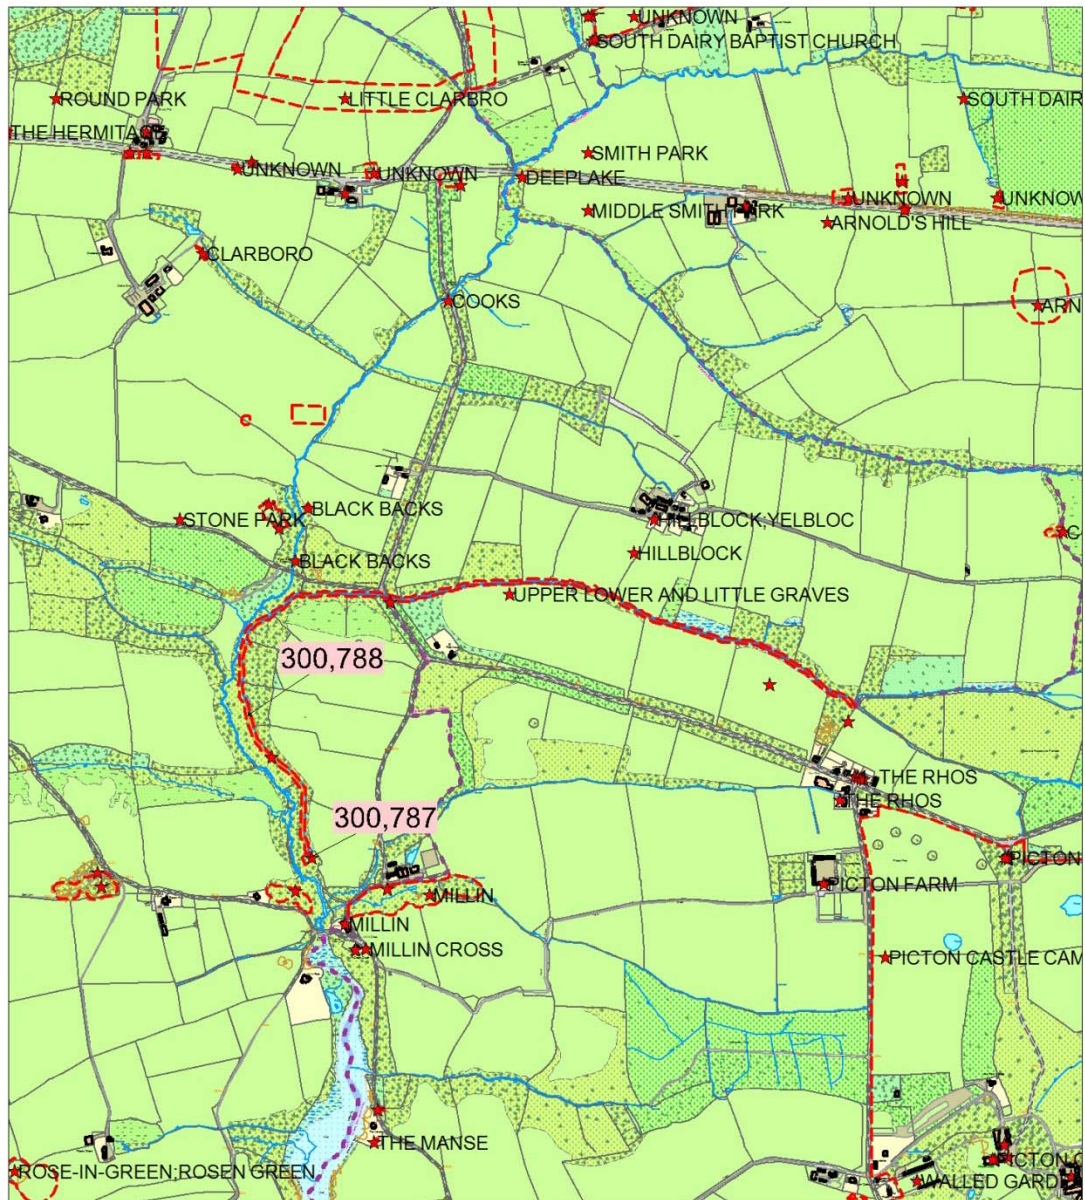 UNKNOWN
SOUTH DAIRY BAPTIST CHURCH
ROUND PARK
LITTLE CLARBRO
SOUTH DAIR
THE HERMITAGE
SMITH PARK
UNKNOWN
UNKNOWN
DEEPLAKE
UNKNOWN
UNKNOW
MIDDLE SMITH PARK
ARNOLD'S HILL
CLARBORO
COOKS
ARN
BLACK BACKS
STONE PARK
HILLBLOCK;YELBLOC
HILLBLOCK
BLACK BACKS
UPPER LOWER AND LITTLE GRAVES
300,788
THE RHOS
THE RHOS
300,787
PICTON
PICTON FARM
MILLIN
MILLIN
MILLIN CROSS
PICTON CASTLE CAM
THE MANSE
PICTON C
ROSE-IN-GREEN;ROSEN GREEN
WALLED GARDE